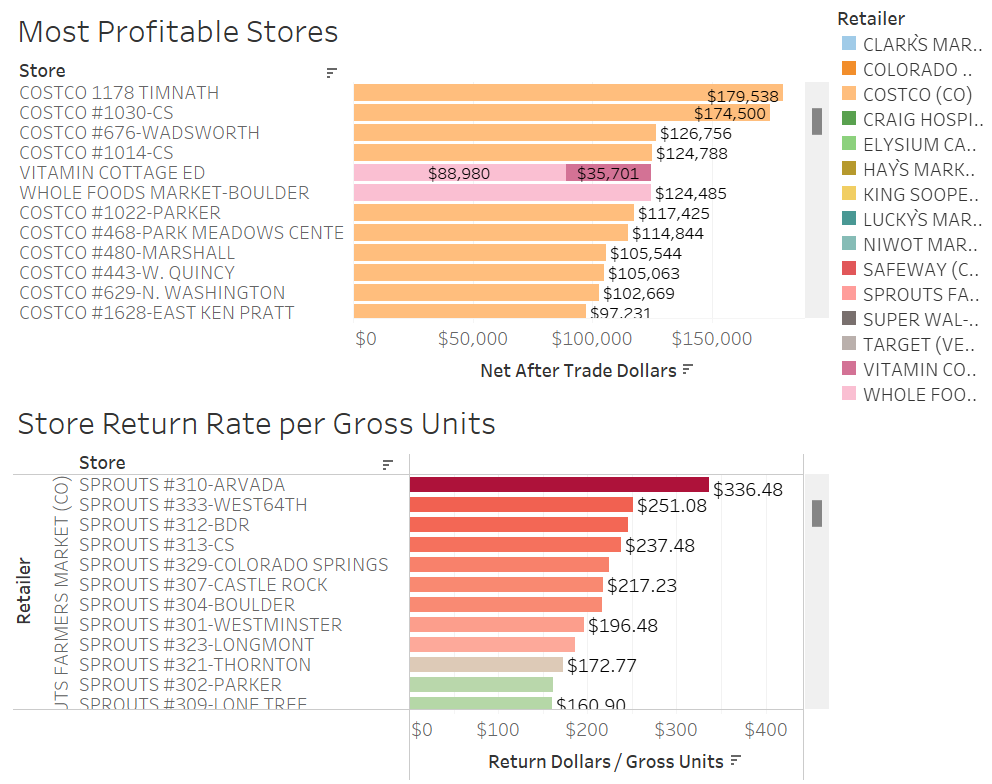 Most Profitable Stores
Store
COSTCO 1178 TIMNATH $179,538
COSTCO #1030-CS $174,500
COSTCO #676-WADSWORTH $126,756
COSTCO #1014-CS $124,788
VITAMIN COTTAGE ED $88,980 $35,701
WHOLE FOODS MARKET-BOULDER $124,485
COSTCO #1022-PARKER $117,425
COSTCO #468-PARK MEADOWS CENTE $114,844
COSTCO #480-MARSHALL $105,544
COSTCO #443-W. QUINCY $105,063
COSTCO #629-N. WASHINGTON $102,669
COSTCO #1628-EAST KEN PRATT $97,231
$0 $50,000 $100,000 $150,000
Net After Trade Dollars
Retailer
CLARK`S MAR..
COLORADO ..
COSTCO (CO)
CRAIG HOSPI..
ELYSIUM CA..
HAY`S MARK..
KING SOOPE..
LUCKY`S MAR..
NIWOT MAR..
SAFEWAY (C..
SPROUTS FA..
SUPER WAL-..
TARGET (VE..
VITAMIN CO..
WHOLE FOO..
Store Return Rate per Gross Units
Store
Retailer
UTS FARMERS MARKET (CO)
SPROUTS #310-ARVADA $336.48
SPROUTS #333-WEST64TH $251.08
SPROUTS #312-BDR
SPROUTS #313-CS $237.48
SPROUTS #329-COLORADO SPRINGS
SPROUTS #307-CASTLE ROCK $217.23
SPROUTS #304-BOULDER
SPROUTS #301-WESTMINSTER $196.48
SPROUTS #323-LONGMONT
SPROUTS #321-THORNTON $172.77
SPROUTS #302-PARKER
SPROUTS #309-LONE TREE $160.90
$0 $100 $200 $300 $400
Return Dollars / Gross Units